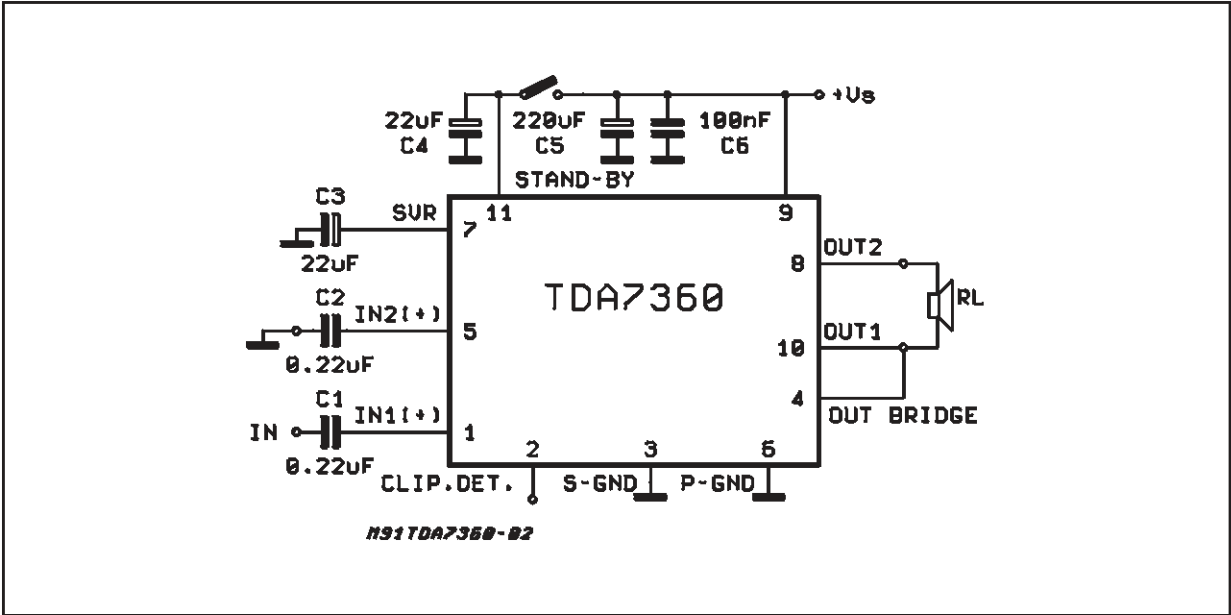 +Vs
22uF
C4
220uF
C5
100nF
C6
STAND-BY
C3
SVR
11
9
7
22uF
OUT2
8
TDA7360
RL
C2
IN2(+)
5
OUT1
10
0.22uF
4
C1
IN1(+)
OUT BRIDGE
IN
1
0.22uF
2
3
6
CLIP.DET.
S-GND
P-GND
M91TDA7360-02